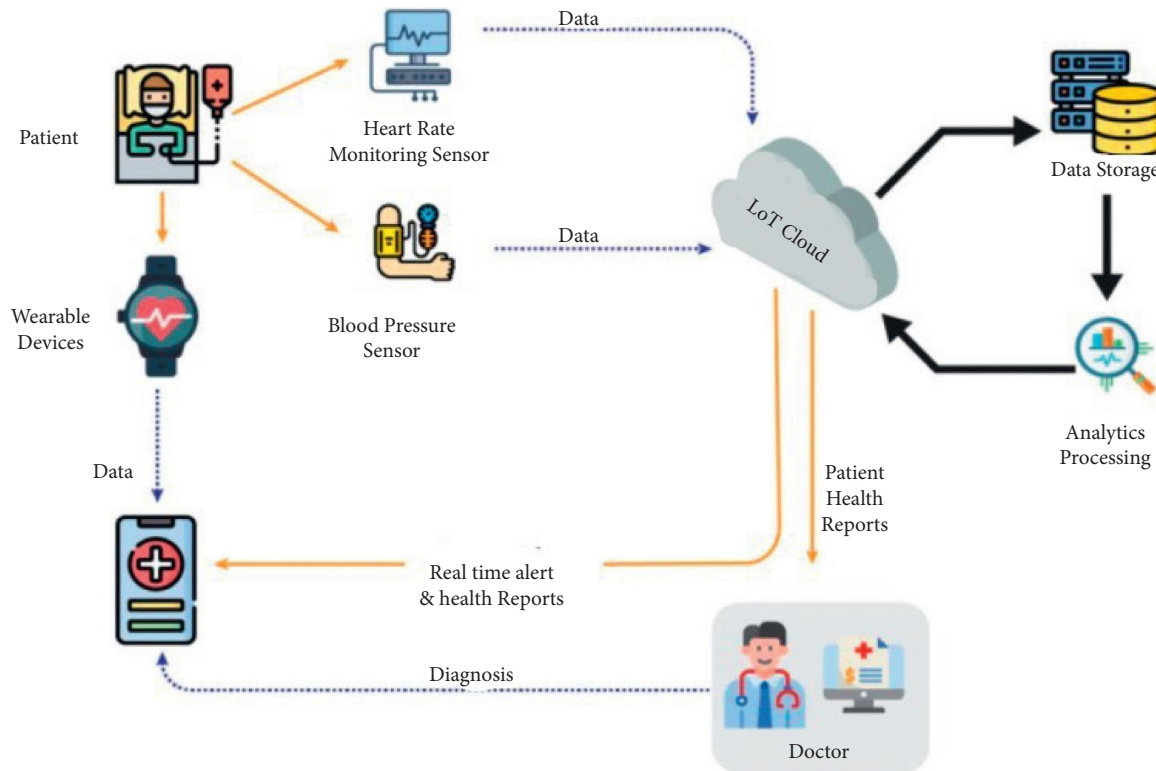 Data
Patient
Heart Rate
Monitoring Sensor
Data Storage
LoT Cloud
Data
Wearable
Devices
Blood Pressure
Sensor
Analytics
Processing
Data
Patient
Health
Reports
Real time alert
& health Reports
Diagnosis
Doctor